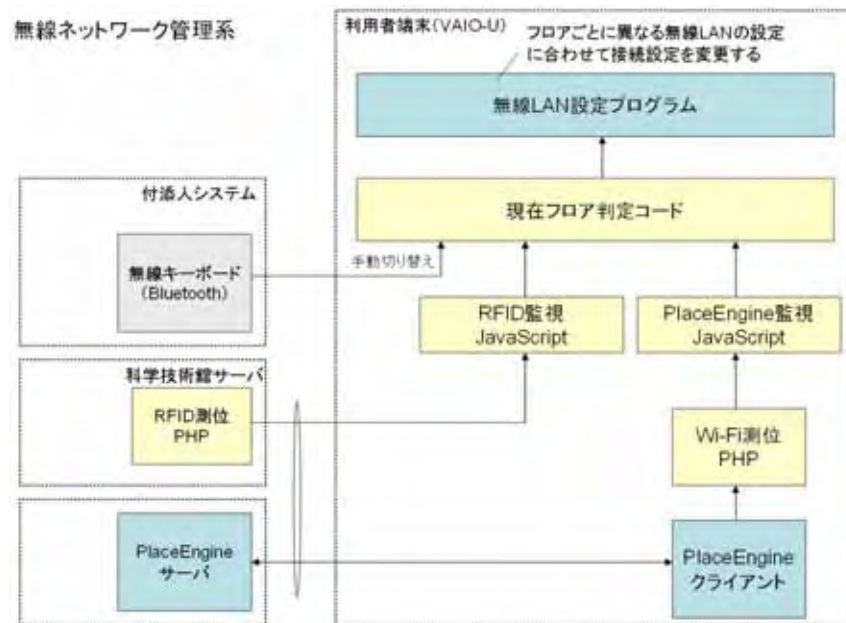 無線ネットワーク管理系
利用者端末(VAIO-U)
フロアごとに異なる無線LANの設定
に合わせて接続設定を変更する
無線LAN設定プログラム
付添人システム
現在フロア判定コード
無線キーボード
(Bluetooth)
手動切り替え
RFID監視
JavaScript
PlaceEngine監視
JavaScript
科学技術館サーバ
RFID測位
PHP
Wi-Fi測位
PHP
PlaceEngine
サーバ
PlaceEngine
クライアント